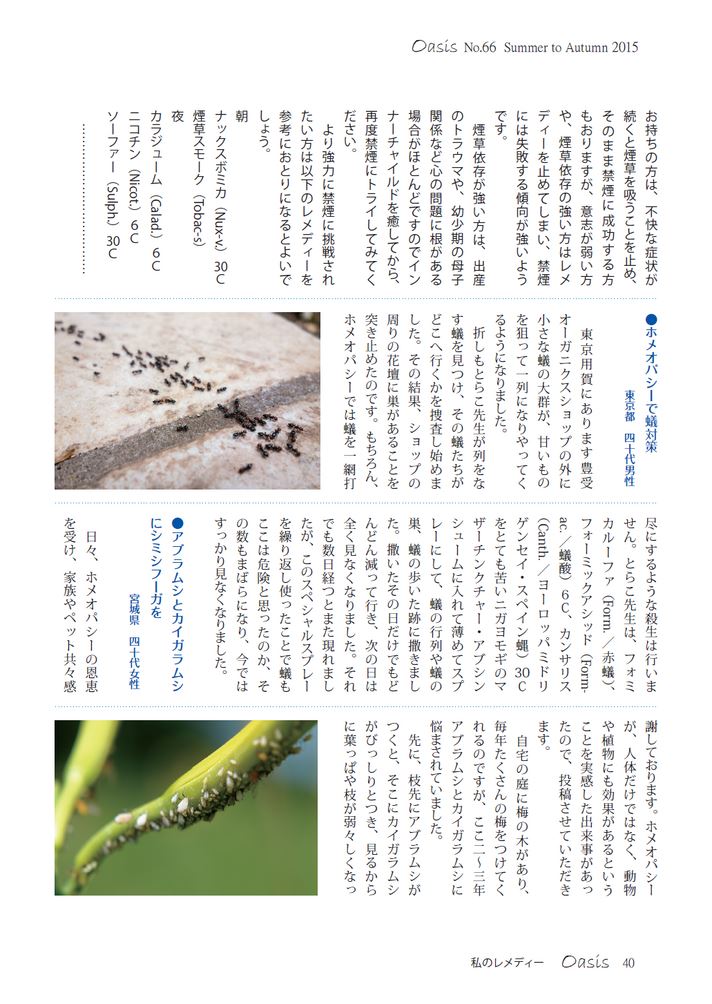 Oasis No.66 Summer to Autumn 2015
お持ちの方は、不快な症状が
続くと煙草を吸うことを止め、
そのまま禁煙に成功する方
もおりますが、意志が弱い方
や、煙草依存の強い方はレメ
ディーを止めてしまい、禁煙
には失敗する傾向が強いよう
です。
煙草依存が強い方は、出産
のトラウマや、幼少期の母子
関係など心の問題に根がある
場合がほとんどですのでイン
ナーチャイルドを癒してから、
再度禁煙にトライしてみてく
ださい。
より強力に禁煙に挑戦され
たい方は以下のレメディーを
参考におとりになるとよいで
しょう。
朝
ナックスボミカ（Nux-v.）30C
煙草スモーク（Tobac-s）
夜
カラジューム（Calad.）6C
ニコチン（Nicot.）6C
ソーファー（Sulph.）30C
●ホメオパシーで蟻対策
東京都　四十代男性
東京用賀にあります豊受
オーガニクスショップの外に
小さな蟻の大群が、甘いもの
を狙って一列になりやってく
るようになりました。
折しもとらこ先生が列をな
す蟻を見つけ、その蟻たちが
どこへ行くかを捜査し始めま
した。その結果、ショップの
周りの花壇に巣があることを
突き止めたのです。もちろん、
ホメオパシーでは蟻を一網打
尽にするような殺生は行いま
せん。とらこ先生は、フォミ
カルーファ（Form.／赤蟻）、
フォーミックアシッド（Form-
ac.／蟻酸）6C、カンサリス
（Canth.／ヨーロッパミドリ
ゲンセイ・スペイン蝿）30C
をとても苦いニガヨモギのマ
ザーチンクチャー・アブシン
シュームに入れて薄めてスプ
レーにして、蟻の行列や蟻の
巣、蟻の歩いた跡に撒きまし
た。撒いたその日だけでもど
んどん減って行き、次の日は
全く見なくなりました。それ
でも数日経つとまた現れまし
たが、このスペシャルスプレー
を繰り返し使ったことで蟻も
ここは危険と思ったのか、そ
の数もまばらになり、今では
すっかり見なくなりました。
●アブラムシとカイガラムシ
にシミシフーガを
宮城県　四十代女性
日々、ホメオパシーの恩恵
を受け、家族やペット共々感
謝しております。ホメオパシー
が、人体だけではなく、動物
や植物にも効果があるという
ことを実感した出来事があっ
たので、投稿させていただき
ます。
自宅の庭に梅の木があり、
毎年たくさんの梅をつけてく
れるのですが、ここ二〜三年
アブラムシとカイガラムシに
悩まされていました。
先に、枝先にアブラムシが
つくと、そこにカイガラムシ
がびっしりとつき、見るから
に葉っぱや枝が弱々しくなっ
私のレメディー　Oasis 40